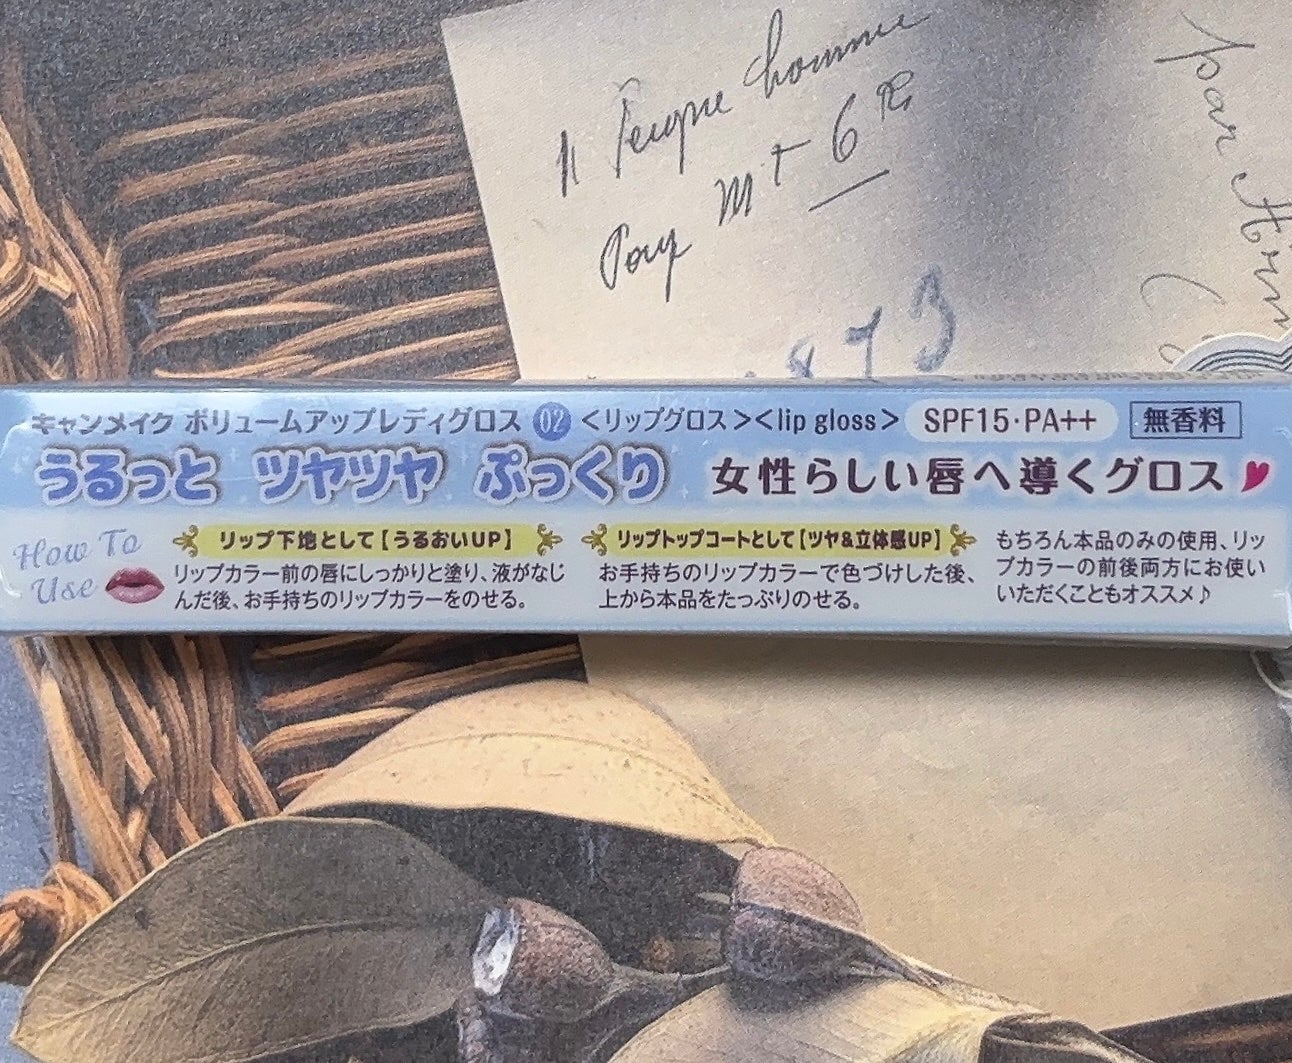 par
6
873
キャンメイク ボリュームアップレディグロス 02 <リップグロス><lip gloss> SPF15・PA++ 無香料
うるっと ツヤツヤ ぷっくり 女性らしい唇へ導くグロス
How To Use
リップ下地として【うるおいUP】
リップカラー前の唇にしっかりと塗り、液がなじ
んだ後、お手持ちのリップカラーをのせる。
リップトップコートとして【ツヤ&立体感UP】
お手持ちのリップカラーで色づけした後、
上から本品をたっぷりのせる。
もちろん本品のみの使用、リッ
プカラーの前後両方にお使い
いただくこともオススメ♪